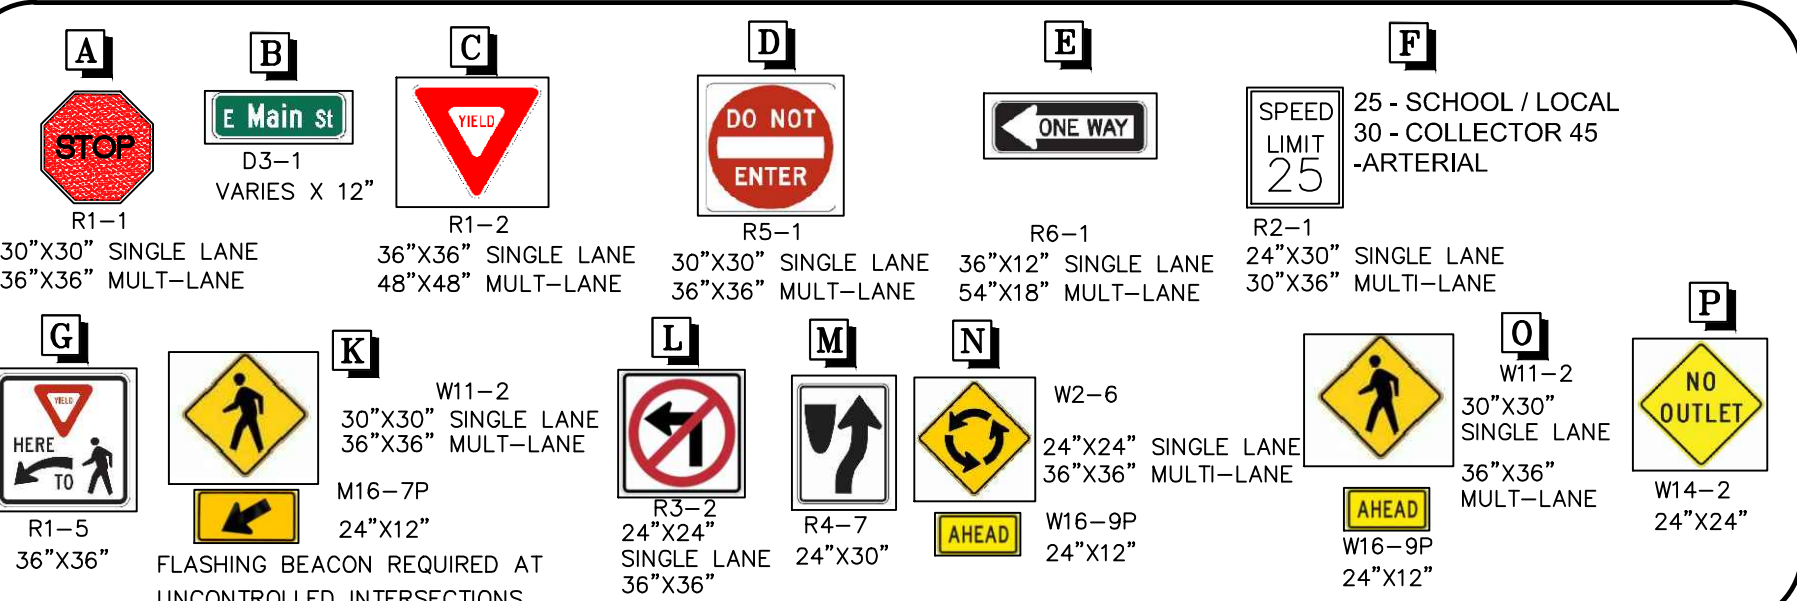 A
STOP
R1-1
30"X30" SINGLE LANE
36"X36" MULT-LANE
B
E Main St
D3-1
VARIES X 12"
C
YIELD
R1-2
36"X36" SINGLE LANE
48"X48" MULT-LANE
D
DO NOT
ENTER
R5-1
30"X30" SINGLE LANE
36"X36" MULT-LANE
E
ONE WAY
R6-1
36"X12" SINGLE LANE
54"X18" MULT-LANE
F
SPEED
LIMIT
25
25 - SCHOOL / LOCAL
30 - COLLECTOR 45
-ARTERIAL
R2-1
24"X30" SINGLE LANE
30"X36" MULTI-LANE
G
YIELD
HERE
TO
R1-5
36"X36"
K
W11-2
30"X30" SINGLE LANE
36"X36" MULT-LANE
M16-7P
24"X12"
FLASHING BEACON REQUIRED AT
UNCONTROLLED INTERSECTIONS
L
R3-2
24"X24"
SINGLE LANE
36"X36"
M
R4-7
24"X30"
N
W2-6
24"X24" SINGLE LANE
36"X36" MULTI-LANE
AHEAD
W16-9P
24"X12"
O
W11-2
30"X30"
SINGLE LANE
36"X36"
MULT-LANE
AHEAD
W16-9P
24"X12"
P
NO
OUTLET
W14-2
24"X24"